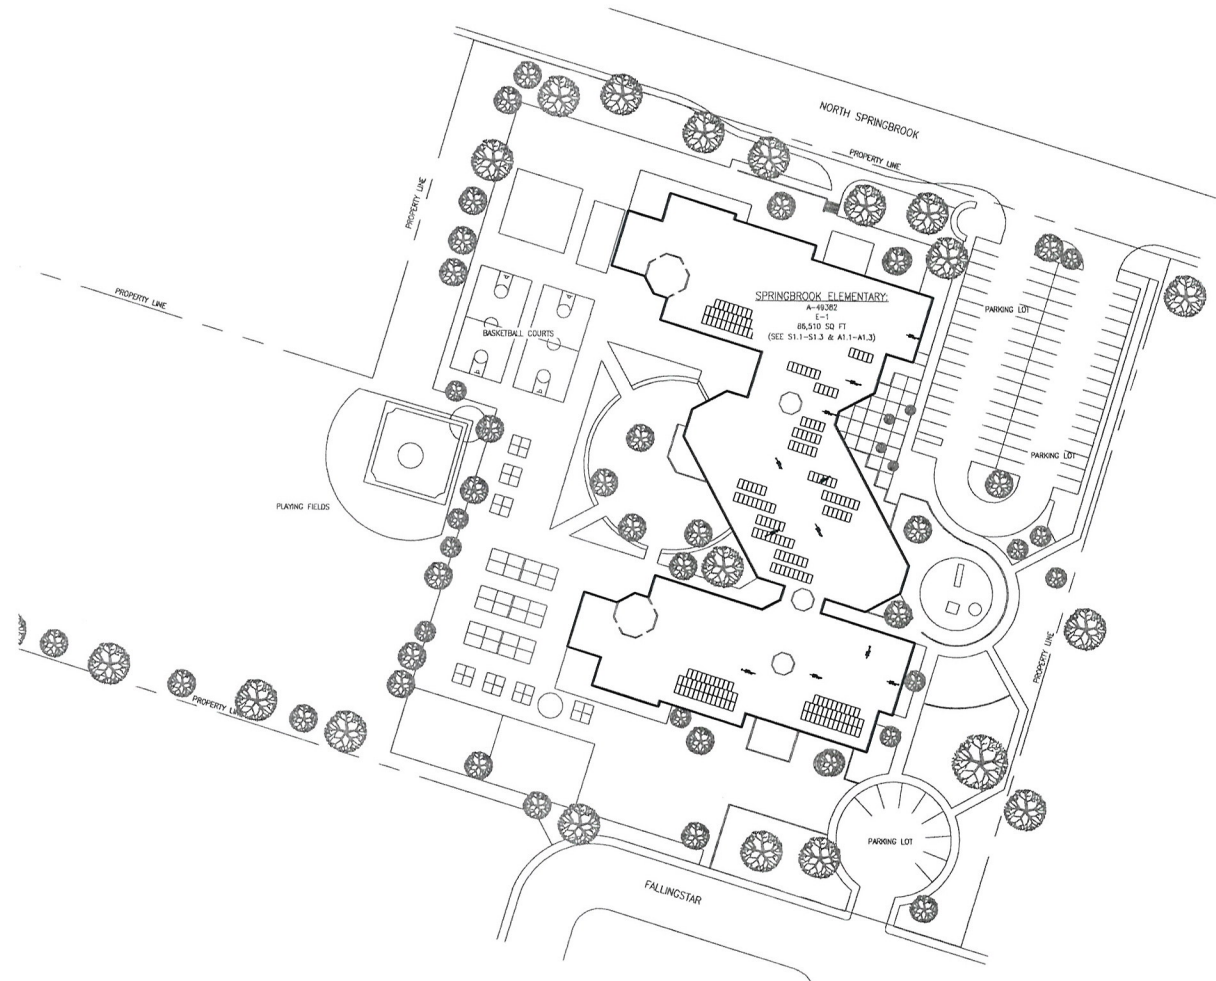 NORTH SPRINGBROOK
PROPERTY LINE
PROPERTY LINE
PROPERTY LINE
SPRINGBROOK ELEMENTARY:
A-49382
E-1
86,510 SQ FT
(SEE S1.1-S1.3 & A1.1-A1.3)
PARKING LOT
BASKETBALL COURTS
PARKING LOT
PLAYING FIELDS
PROPERTY LINE
PROPERTY LINE
PARKING LOT
FALLINGSTAR